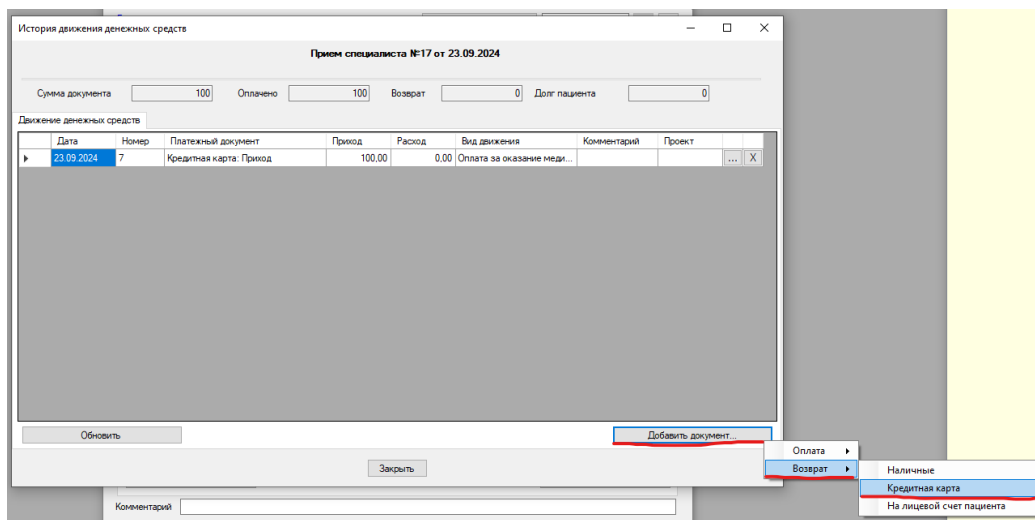 История движения денежных средств
Прием специалиста №17 от 23.09.2024
Сумма документа 100 Оплачено 100 Возврат 0 Долг пациента 0
Движение денежных средств
Дата Номер Платежный документ Приход Расход Вид движения Комментарий Проект
23.09.2024 7 Кредитная карта: Приход 100,00 0.00 Оплата за оказание меди... ... X
Обновить Добавить документ...
Оплата
Закрыть Возврат Наличные
Кредитная карта
Комментарий На лицевой счет пациента